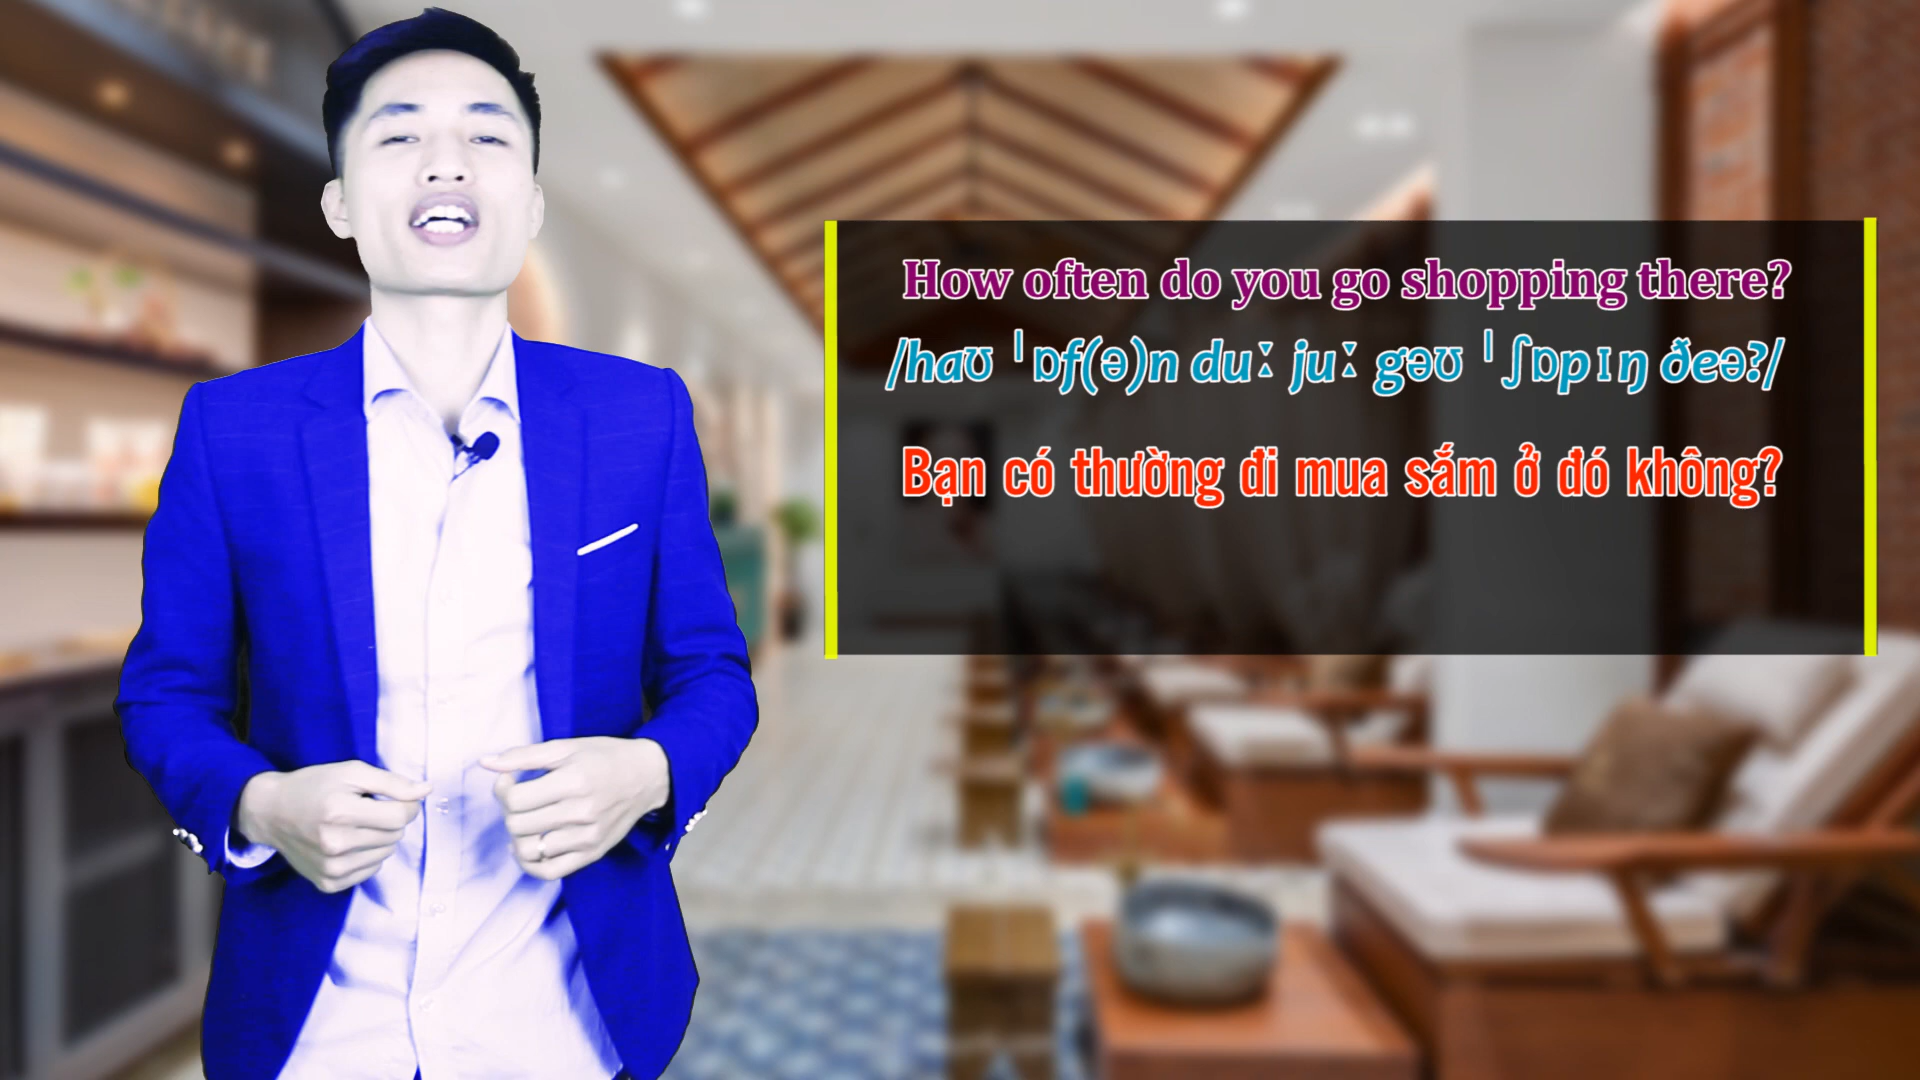 How often do you go shopping there?
/haʊ ˈɒf(ə)n duː juː gəʊ ˈʃɒpɪŋ ðeə?/
Bạn có thường đi mua sắm ở đó không?